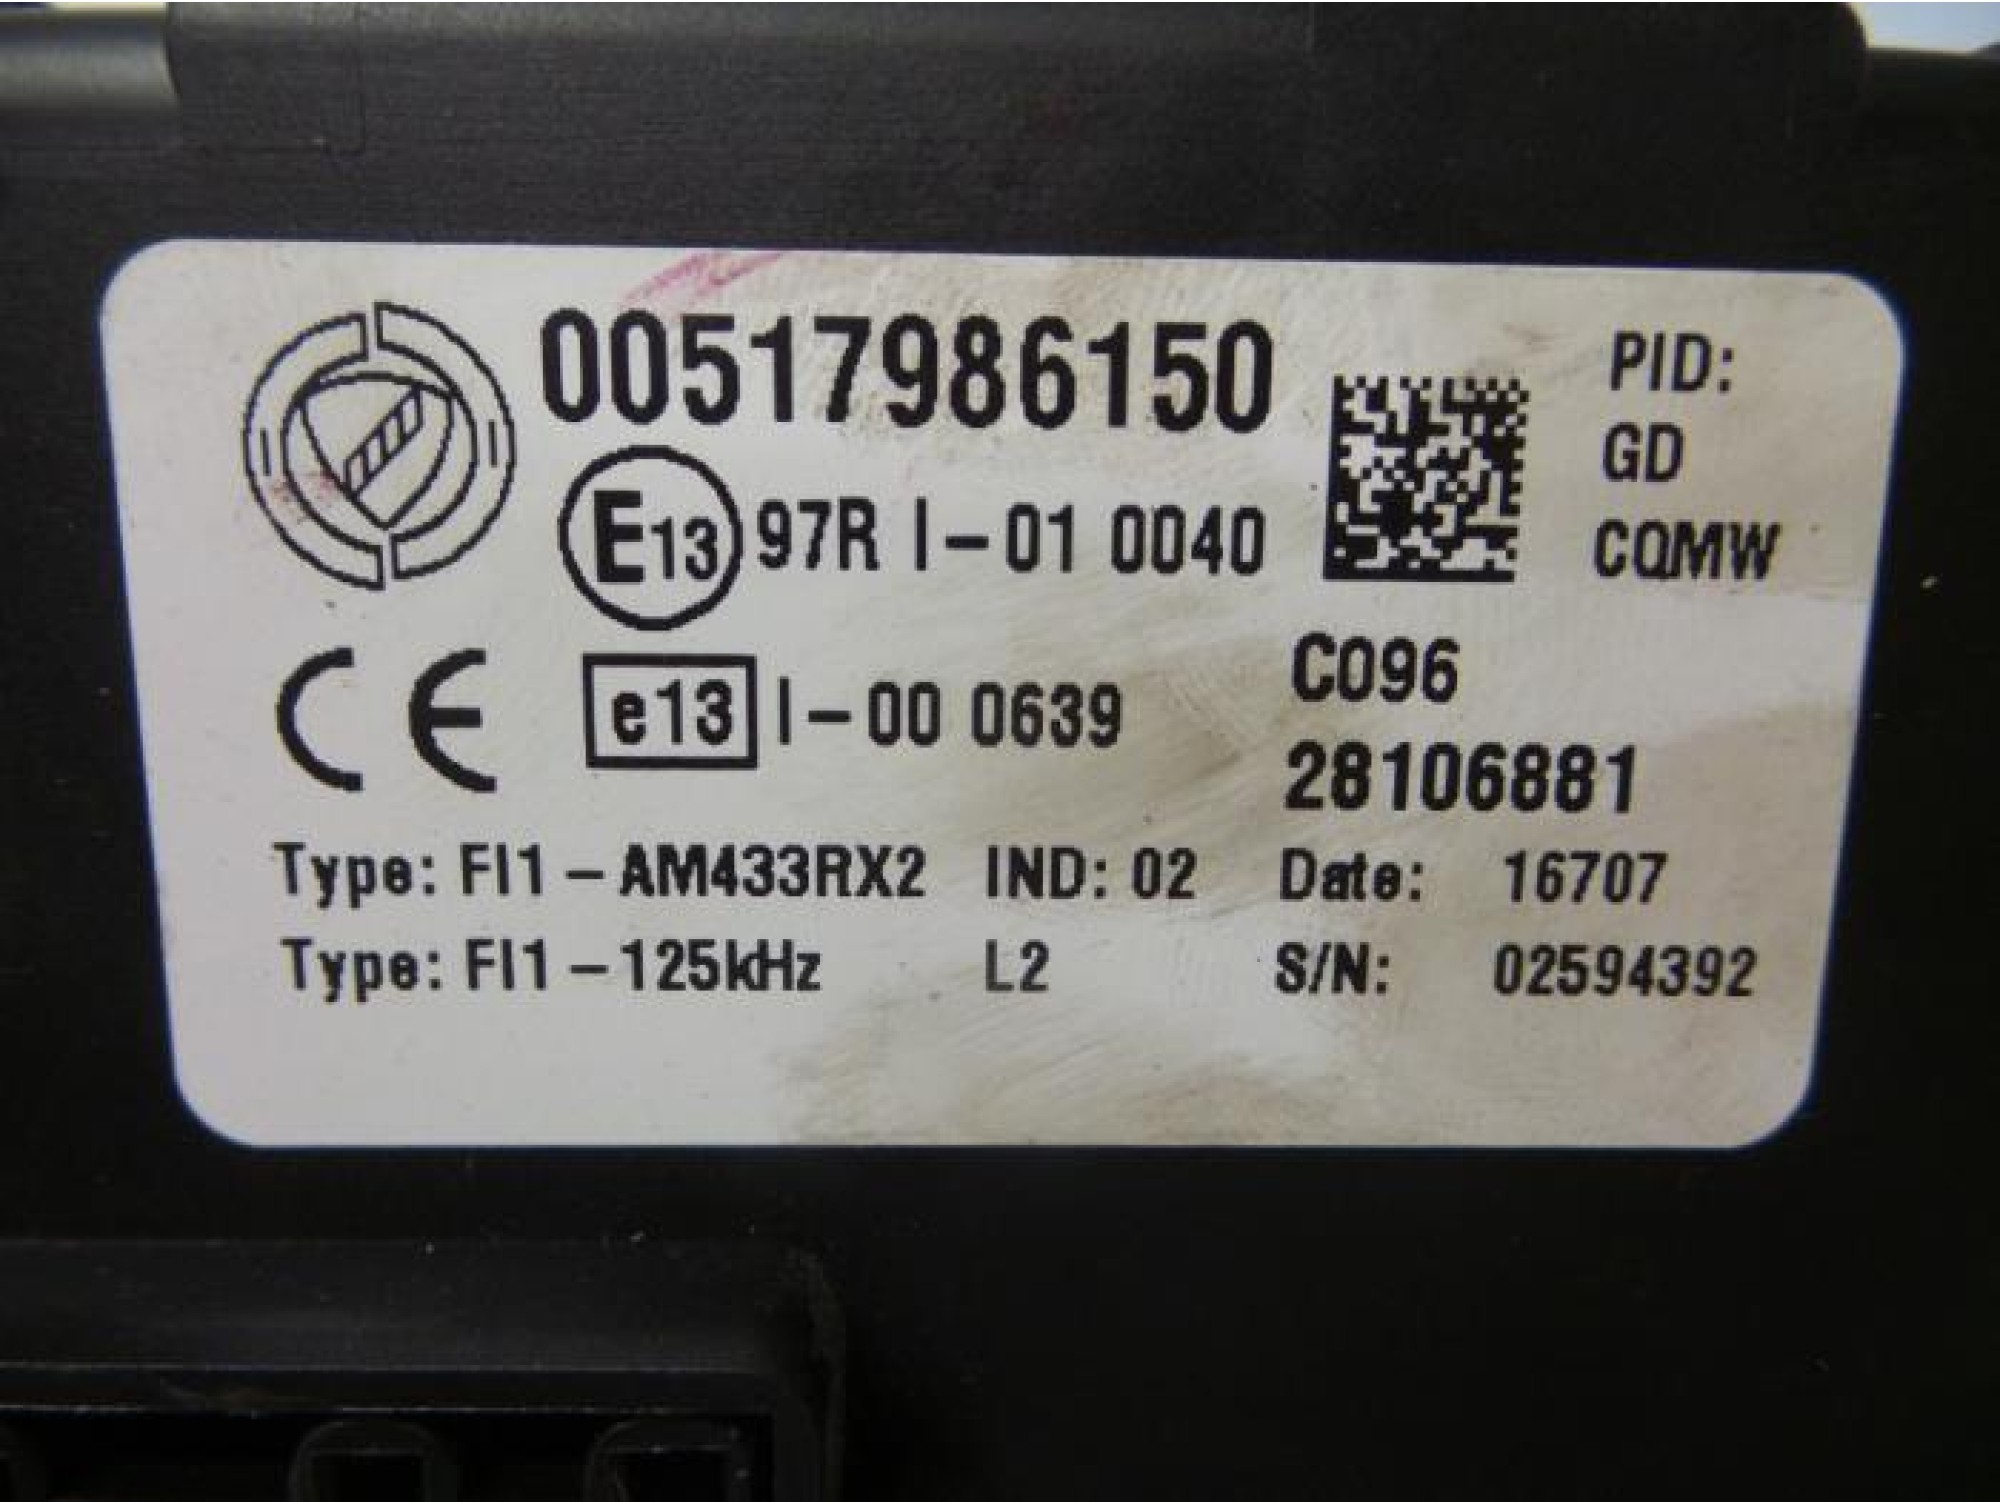 00517986150
PID:
GD
CQMW
E13 97R I-01 0040
CE e13 I-00 0639
C096
28106881
Type: FI1-AM433RX2 IND: 02 Date: 16707
Type: FI1-125kHz L2 S/N: 02594392